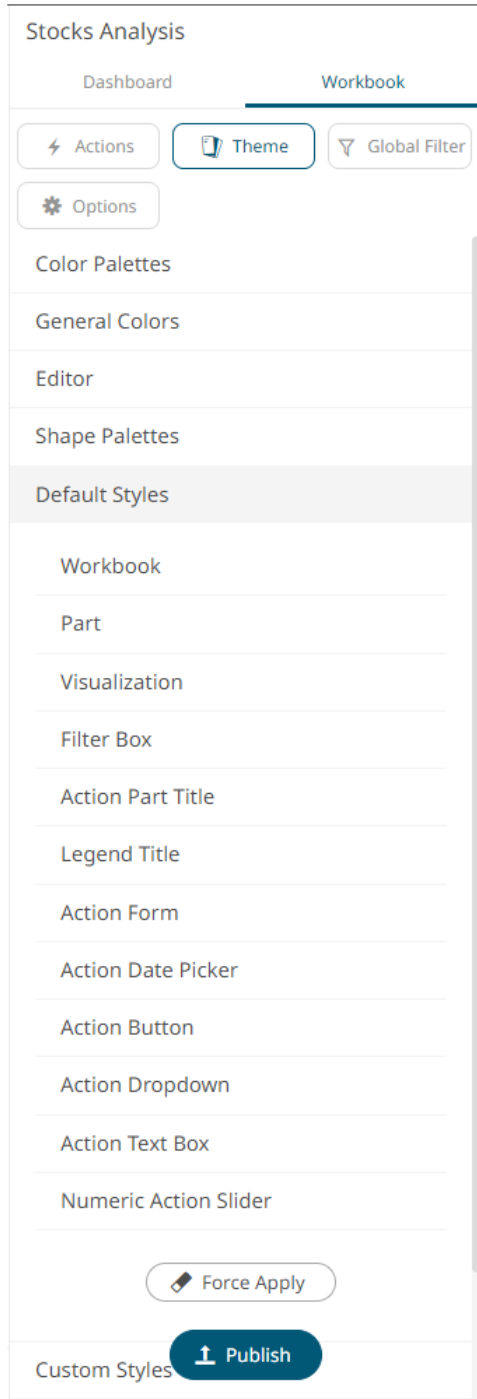 Stocks Analysis
Dashboard Workbook
Actions Theme Global Filter
Options
Color Palettes
General Colors
Editor
Shape Palettes
Default Styles
Workbook
Part
Visualization
Filter Box
Action Part Title
Legend Title
Action Form
Action Date Picker
Action Button
Action Dropdown
Action Text Box
Numeric Action Slider
Force Apply
Publish
Custom Styles